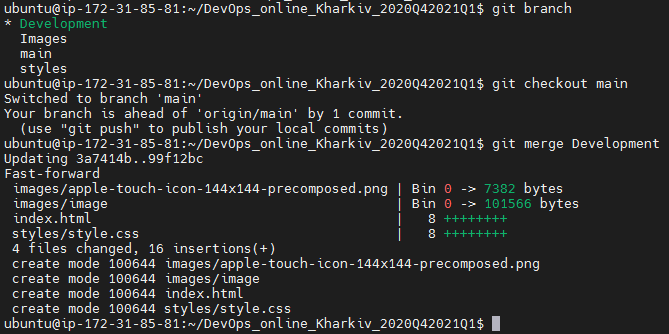 ubuntu@ip-172-31-85-81:~/DevOps_online_Kharkiv_2020Q42021Q1$ git branch
* Development
  Images
  main
  styles
ubuntu@ip-172-31-85-81:~/DevOps_online_Kharkiv_2020Q42021Q1$ git checkout main
Switched to branch 'main'
Your branch is ahead of 'origin/main' by 1 commit.
  (use "git push" to publish your local commits)
ubuntu@ip-172-31-85-81:~/DevOps_online_Kharkiv_2020Q42021Q1$ git merge Development
Updating 3a7414b..99f12bc
Fast-forward
 images/apple-touch-icon-144x144-precomposed.png | Bin 0 -> 7382 bytes
 images/image                                    | Bin 0 -> 101566 bytes
 index.html                                      |   8 ++++++++
 styles/style.css                                |   8 ++++++++
 4 files changed, 16 insertions(+)
 create mode 100644 images/apple-touch-icon-144x144-precomposed.png
 create mode 100644 images/image
 create mode 100644 index.html
 create mode 100644 styles/style.css
ubuntu@ip-172-31-85-81:~/DevOps_online_Kharkiv_2020Q42021Q1$